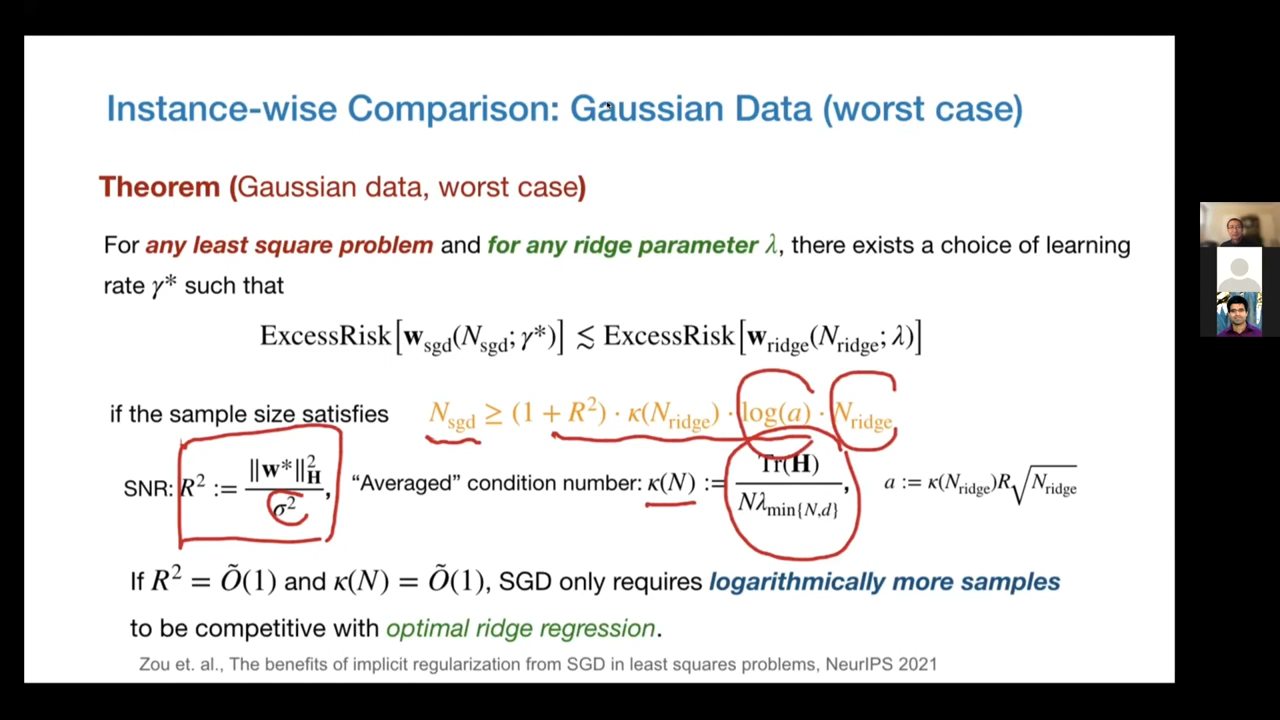 Instance-wise Comparison: Gaussian Data (worst case)
Theorem (Gaussian data, worst case)
For any least square problem and for any ridge parameter λ, there exists a choice of learning
rate γ* such that
ExcessRisk[w_sgd(N_sgd; γ*)] ≲ ExcessRisk[w_ridge(N_ridge; λ)]
if the sample size satisfies N_sgd ≥ (1 + R²) · κ(N_ridge) · log(a) · N_ridge
SNR: R² := ‖w*‖²_H / σ², “Averaged” condition number: κ(N) := Tr(H) / Nλ_min{N,d}, a := κ(N_ridge)R√N_ridge
If R² = Õ(1) and κ(N) = Õ(1), SGD only requires logarithmically more samples
to be competitive with optimal ridge regression.
Zou et. al., The benefits of implicit regularization from SGD in least squares problems, NeurIPS 2021